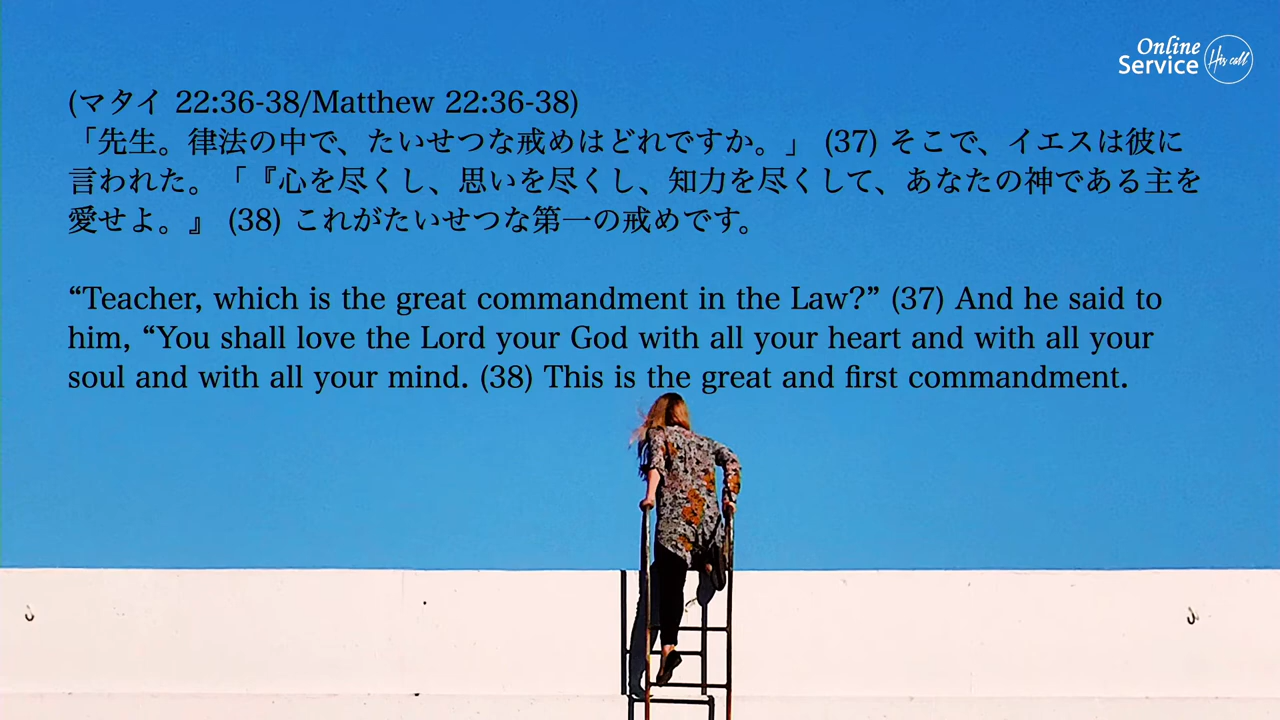 Online
Service
His call
(マタイ 22:36-38/Matthew 22:36-38)
「先生。律法の中で、たいせつな戒めはどれですか。」 (37) そこで、イエスは彼に
言われた。「『心を尽くし、思いを尽くし、知力を尽くして、あなたの神である主を
愛せよ。』 (38) これがたいせつな第一の戒めです。
“Teacher, which is the great commandment in the Law?” (37) And he said to
him, “You shall love the Lord your God with all your heart and with all your
soul and with all your mind. (38) This is the great and first commandment.